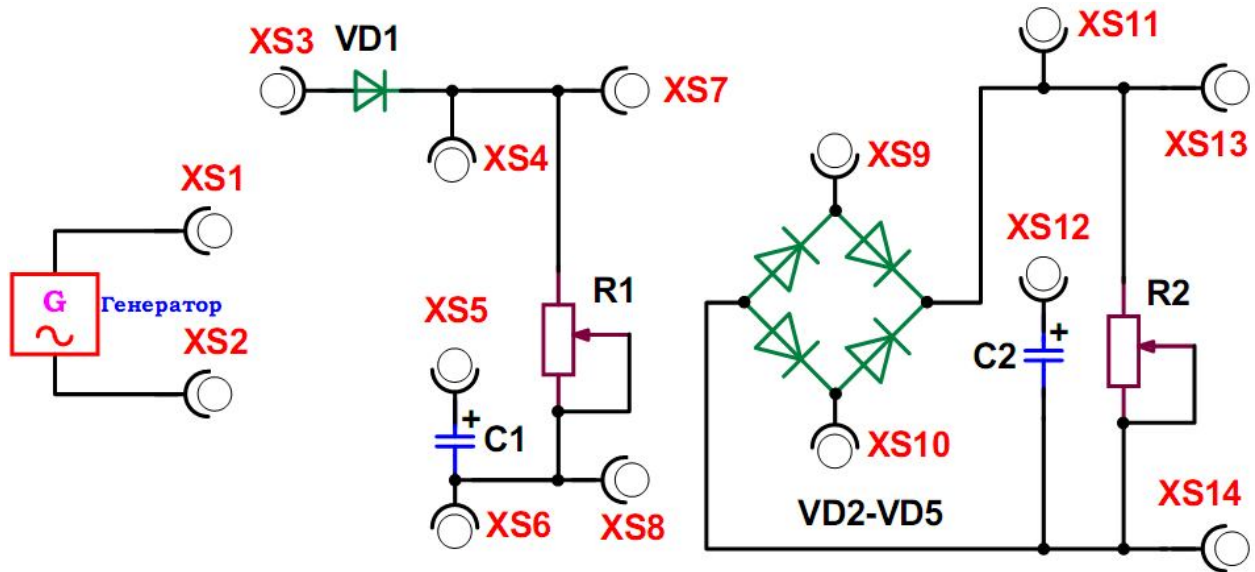 XS1
G
Генератор
XS2
XS3
VD1
XS7
XS4
XS5
R1
+
C1
XS6
XS8
XS11
XS13
XS9
XS12
R2
+
C2
XS10
VD2-VD5
XS14